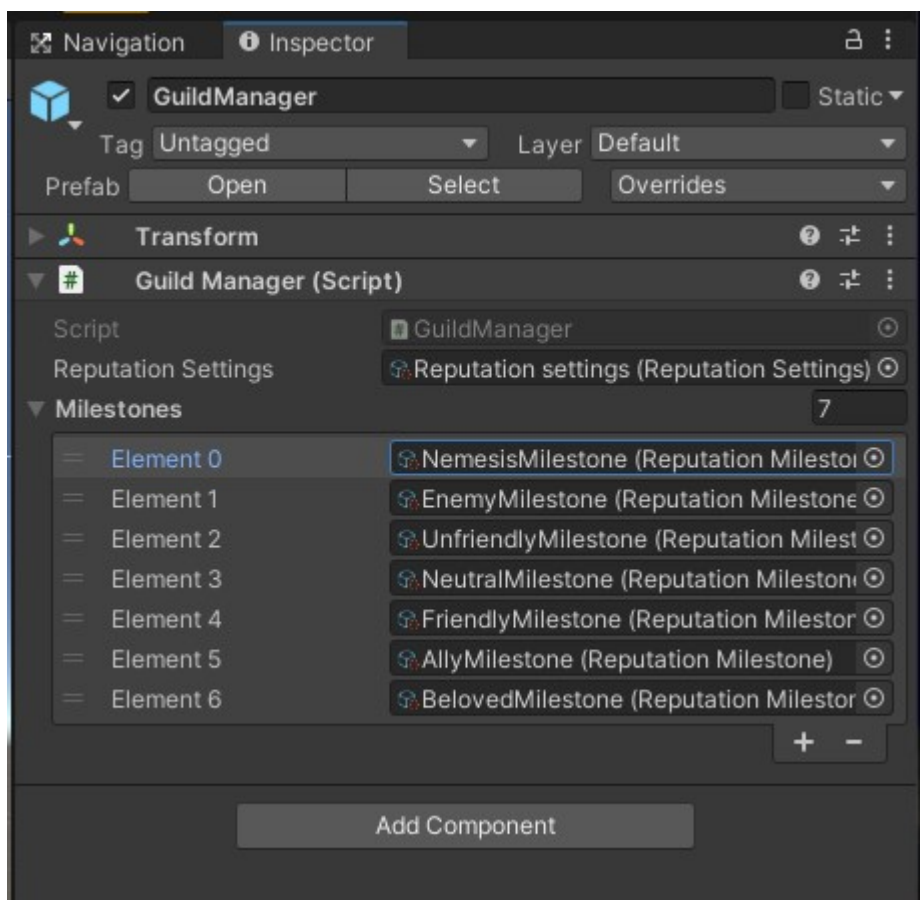 Navigation Inspector
GuildManager Static
Tag Untagged Layer Default
Prefab Open Select Overrides
Transform
# Guild Manager (Script)
Script # GuildManager
Reputation Settings Reputation settings (Reputation Settings)
Milestones 7
Element 0 NemesisMilestone (Reputation Mileston
Element 1 EnemyMilestone (Reputation Milestone
Element 2 UnfriendlyMilestone (Reputation Milest
Element 3 NeutralMilestone (Reputation Milestone
Element 4 FriendlyMilestone (Reputation Mileston
Element 5 AllyMilestone (Reputation Milestone)
Element 6 BelovedMilestone (Reputation Mileston
+ −
Add Component